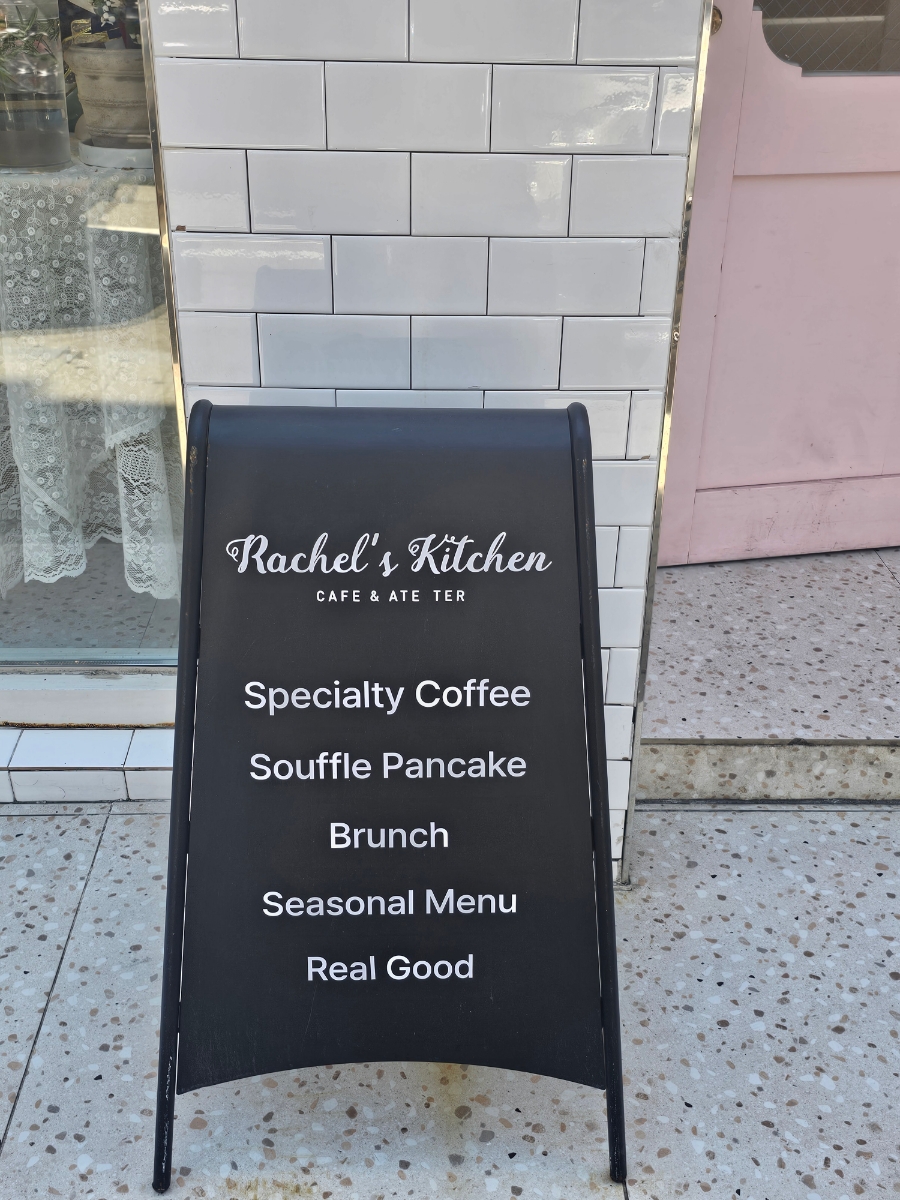 Rachel's Kitchen
CAFE & ATE TER
Specialty Coffee
Souffle Pancake
Brunch
Seasonal Menu
Real Good